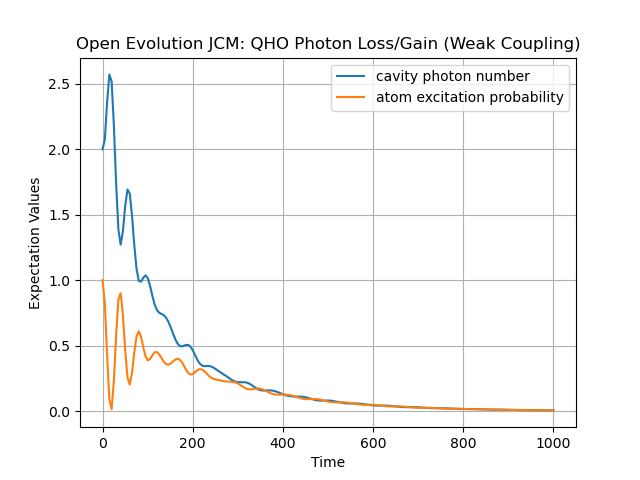 Open Evolution JCM: QHO Photon Loss/Gain (Weak Coupling)
cavity photon number
atom excitation probability
Expectation Values
2.5
2.0
1.5
1.0
0.5
0.0
0 200 400 600 800 1000
Time